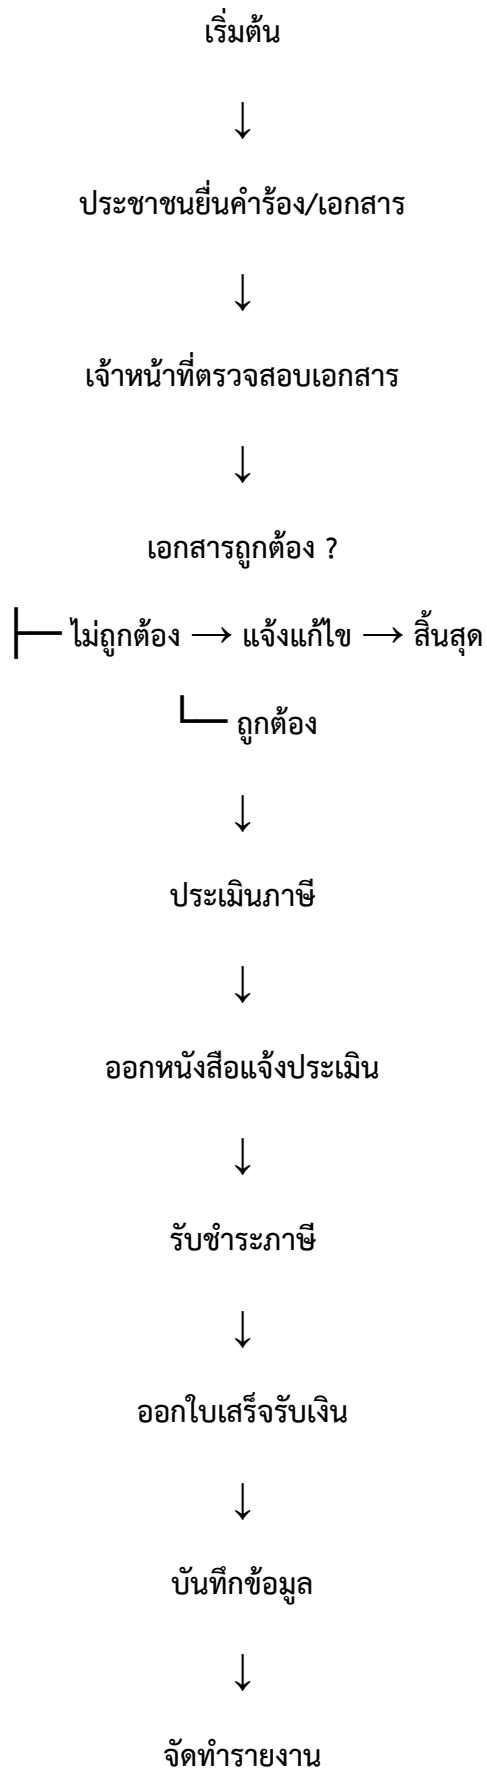 เริ่มต้น
↓
ประชาชนยื่นคำร้อง/เอกสาร
↓
เจ้าหน้าที่ตรวจสอบเอกสาร
↓
เอกสารถูกต้อง ?
├── ไม่ถูกต้อง → แจ้งแก้ไข → สิ้นสุด
└── ถูกต้อง
↓
ประเมินภาษี
↓
ออกหนังสือแจ้งประเมิน
↓
รับชำระภาษี
↓
ออกใบเสร็จรับเงิน
↓
บันทึกข้อมูล
↓
จัดทำรายงาน